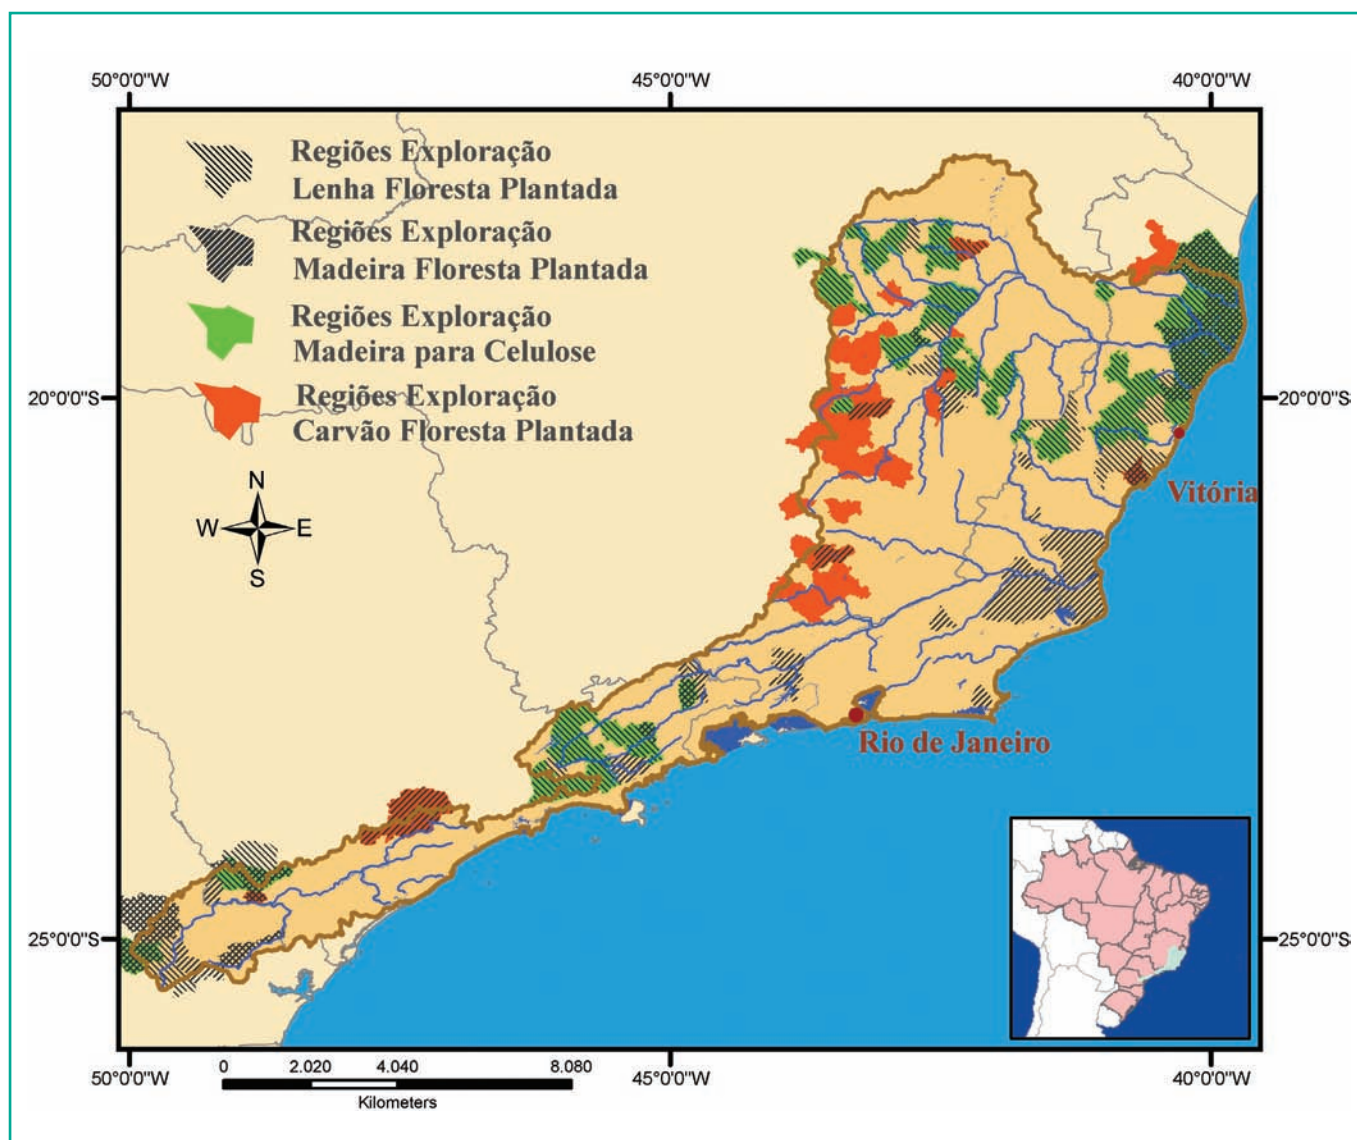 50°0'0"W
45°0'0"W
40°0'0"W
Regiões Exploração
Lenha Floresta Plantada
Regiões Exploração
Madeira Floresta Plantada
Regiões Exploração
Madeira para Celulose
Regiões Exploração
Carvão Floresta Plantada
20°0'0"S
20°0'0"S
N
W
E
S
Vitória
Rio de Janeiro
25°0'0"S
25°0'0"S
50°0'0"W
45°0'0"W
40°0'0"W
0
2.020
4.040
8.080
Kilometers